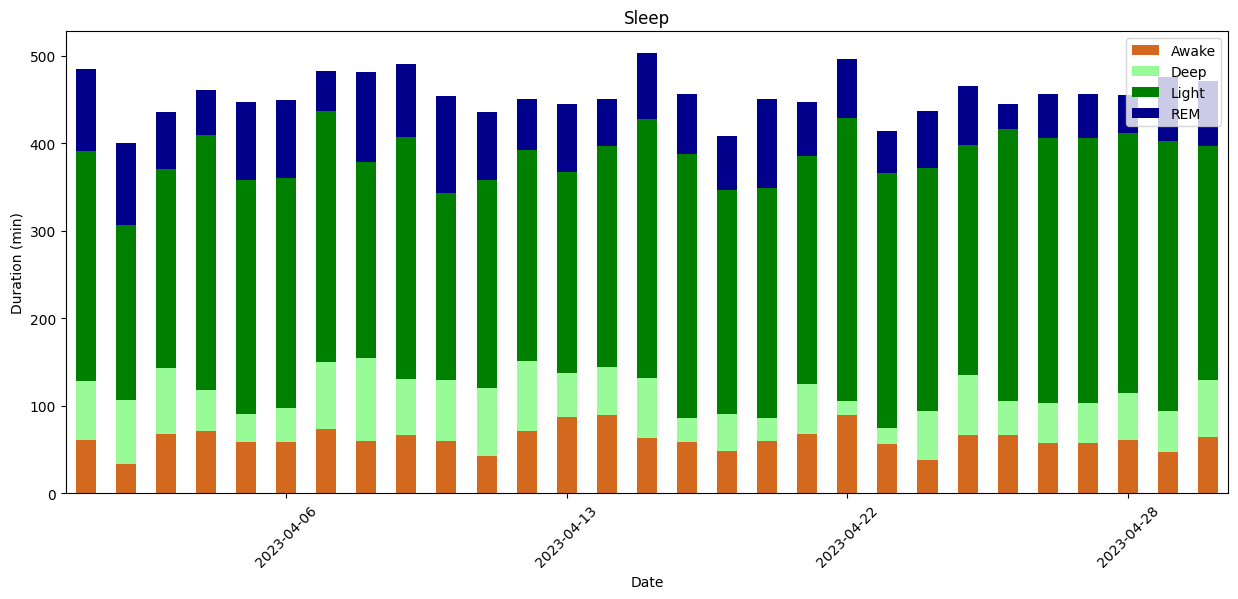 Sleep
Awake
Deep
Light
REM
Duration (min)
500
400
300
200
100
0
2023-04-06
2023-04-13
2023-04-22
2023-04-28
Date